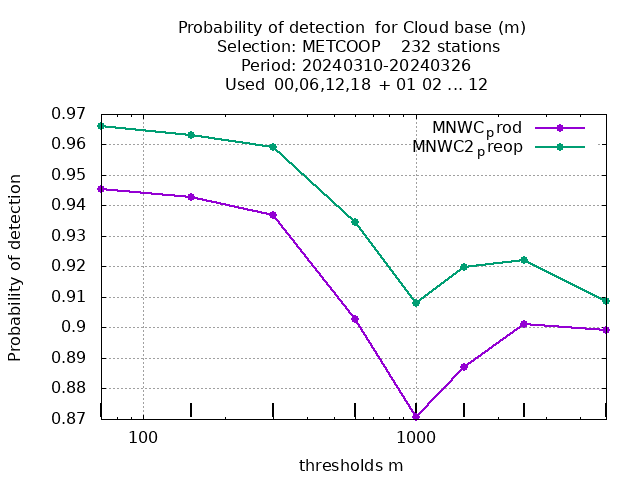 Probability of detection  for Cloud base (m)
Selection: METCOOP    232 stations
Period: 20240310-20240326
Used  00,06,12,18 + 01 02 ... 12
0.97
0.96
0.95
0.94
0.93
0.92
0.91
0.9
0.89
0.88
0.87
Probability of detection
MNWCprod
MNWC2preop
100
1000
thresholds m